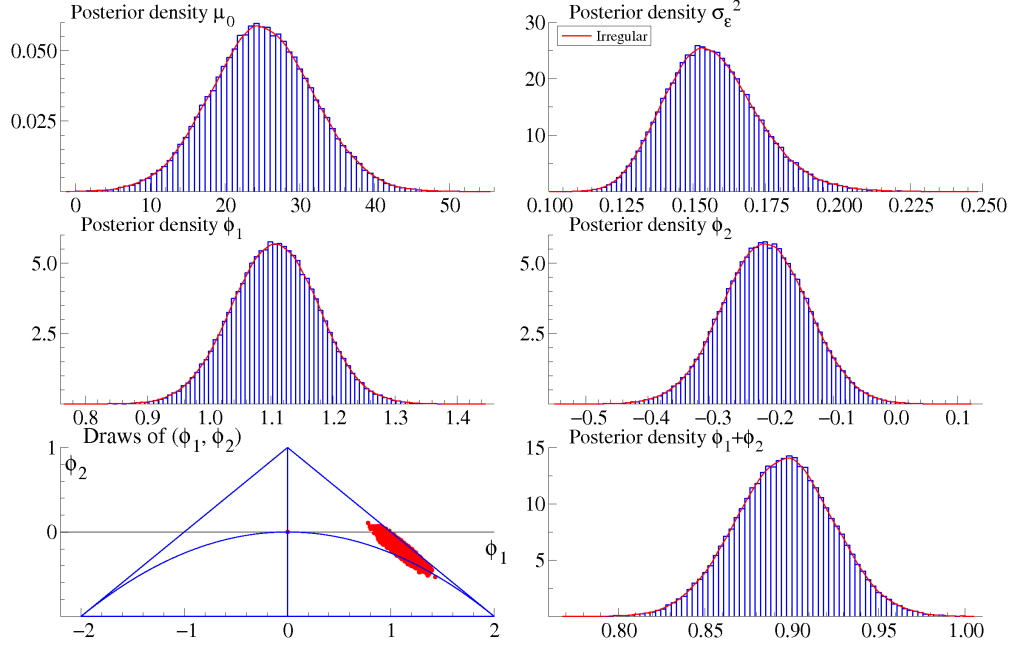 Posterior density μ₀
0.050
0.025
0 10 20 30 40 50
Posterior density σ_ε²
Irregular
30
20
10
0.100 0.125 0.150 0.175 0.200 0.225 0.250
Posterior density ϕ₁
5.0
2.5
0.8 0.9 1.0 1.1 1.2 1.3 1.4
Posterior density ϕ₂
5.0
2.5
−0.5 −0.4 −0.3 −0.2 −0.1 0.0 0.1
Draws of (ϕ₁, ϕ₂)
1
ϕ₂
0
ϕ₁
−2 −1 0 1 2
Posterior density ϕ₁+ϕ₂
15
10
5
0.80 0.85 0.90 0.95 1.00